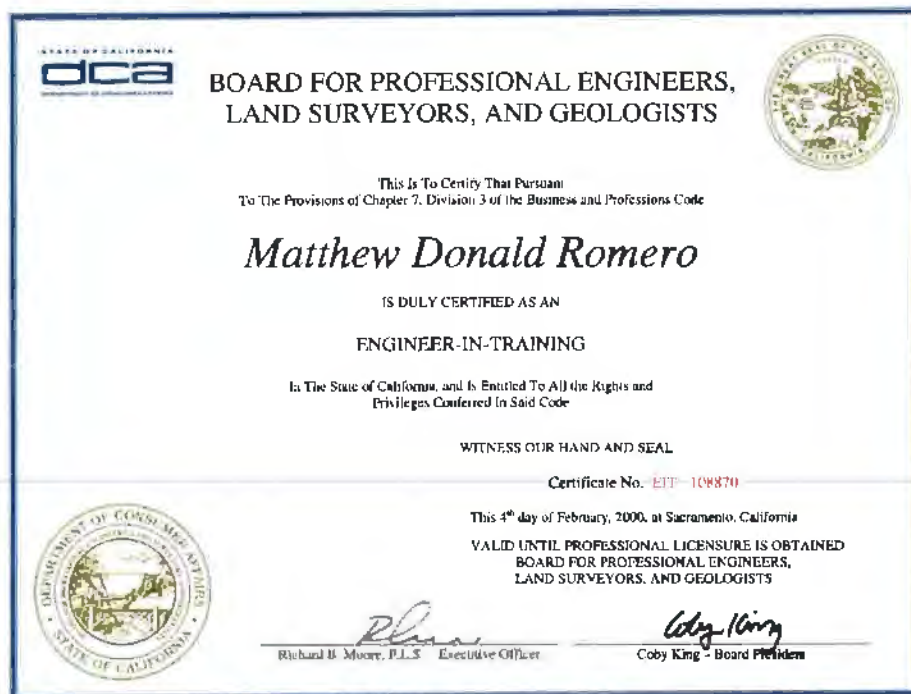 STATE OF CALIFORNIA
dca
BOARD FOR PROFESSIONAL ENGINEERS,
LAND SURVEYORS, AND GEOLOGISTS
This Is To Certify That Pursuant
To The Provisions of Chapter 7, Division 3 of the Business and Professions Code
Matthew Donald Romero
IS DULY CERTIFIED AS AN
ENGINEER-IN-TRAINING
In The State of California, and Is Entitled To All the Rights and
Privileges Conferred In Said Code
WITNESS OUR HAND AND SEAL
Certificate No. EIT 108870
This 4th day of February, 2000, at Sacramento, California
VALID UNTIL PROFESSIONAL LICENSURE IS OBTAINED
BOARD FOR PROFESSIONAL ENGINEERS,
LAND SURVEYORS, AND GEOLOGISTS
DEPARTMENT OF CONSUMER AFFAIRS
STATE OF CALIFORNIA
Coby King
Richard B. Moore, P.L.S. Executive Officer
Coby King - Board President